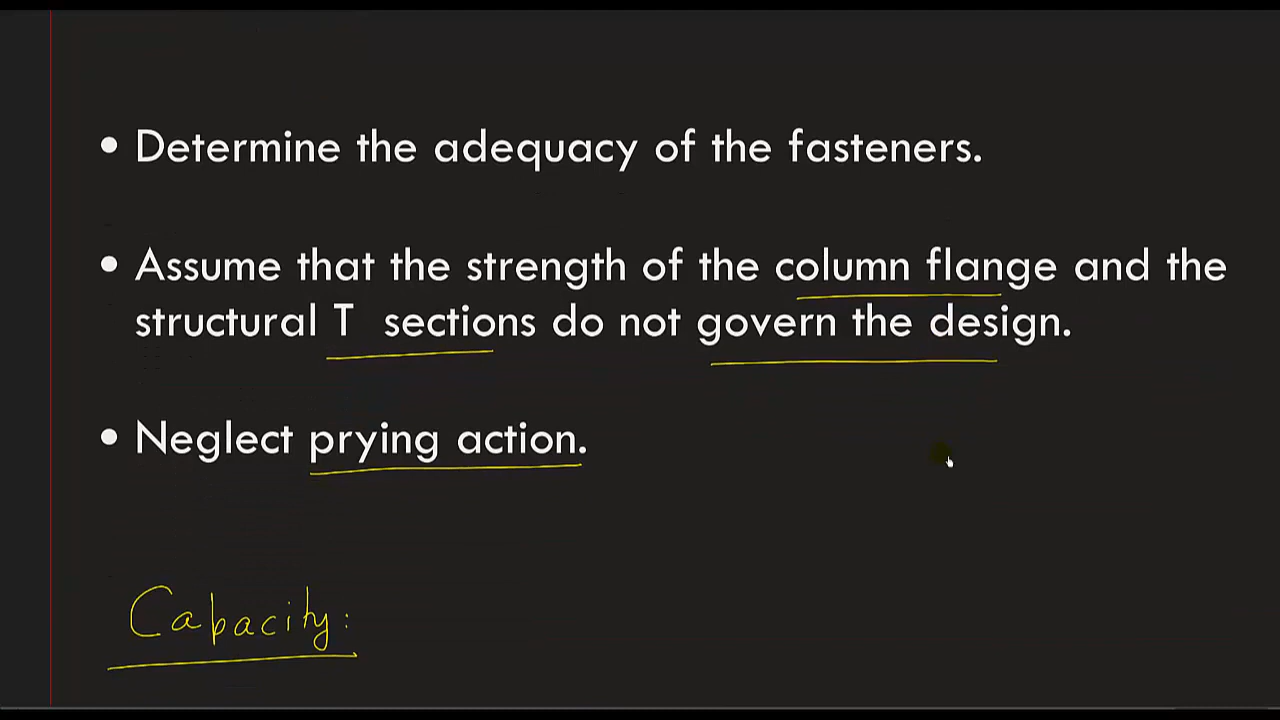 • Determine the adequacy of the fasteners.
• Assume that the strength of the column flange and the
structural T sections do not govern the design.
• Neglect prying action.
Capacity: